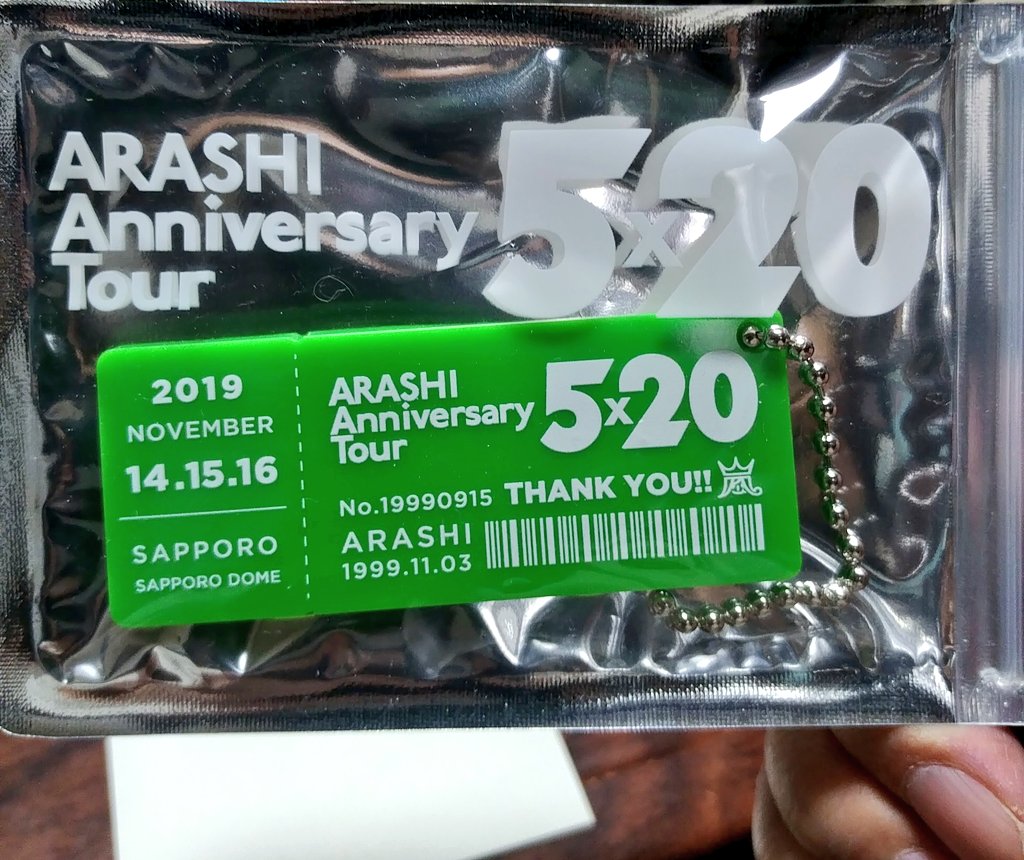 ARASHI
Anniversary
Tour
5x20
2019
NOVEMBER
14.15.16
SAPPORO
SAPPORO DOME
ARASHI
Anniversary
Tour
5x20
No.19990915 THANK YOU!! 嵐
ARASHI
1999.11.03